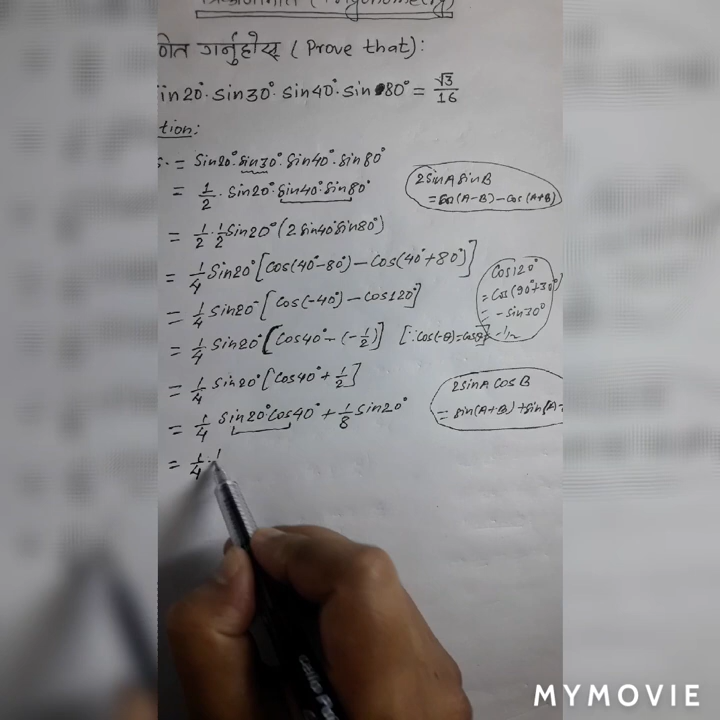 (Trigonometry)
गर्नुहोस् (Prove that):
in20°·Sin30°·Sin40°·Sin80° = √3/16
tion:
= Sin20°·Sin30°·Sin40°·Sin80°
= 1/2·Sin20°·Sin40°·Sin80°
= 1/2·1/2 Sin20°(2Sin40°Sin80°)
= 1/4 Sin20°[Cos(40°-80°) - Cos(40°+80°)]
= 1/4 Sin20°[Cos(-40°) - Cos120°]
= 1/4 Sin20°[Cos40° - (-1/2)] [∵Cos(-θ)=Cosθ]
= 1/4 Sin20°[Cos40° + 1/2]
= 1/4 Sin20°Cos40° + 1/8 Sin20°
= 1/4·1
2SinA SinB
= Cos(A-B) - Cos(A+B)
Cos120°
= Cos(90°+30°)
= -Sin30°
2SinA CosB
= Sin(A+B) + Sin(A-
MYMOVIE